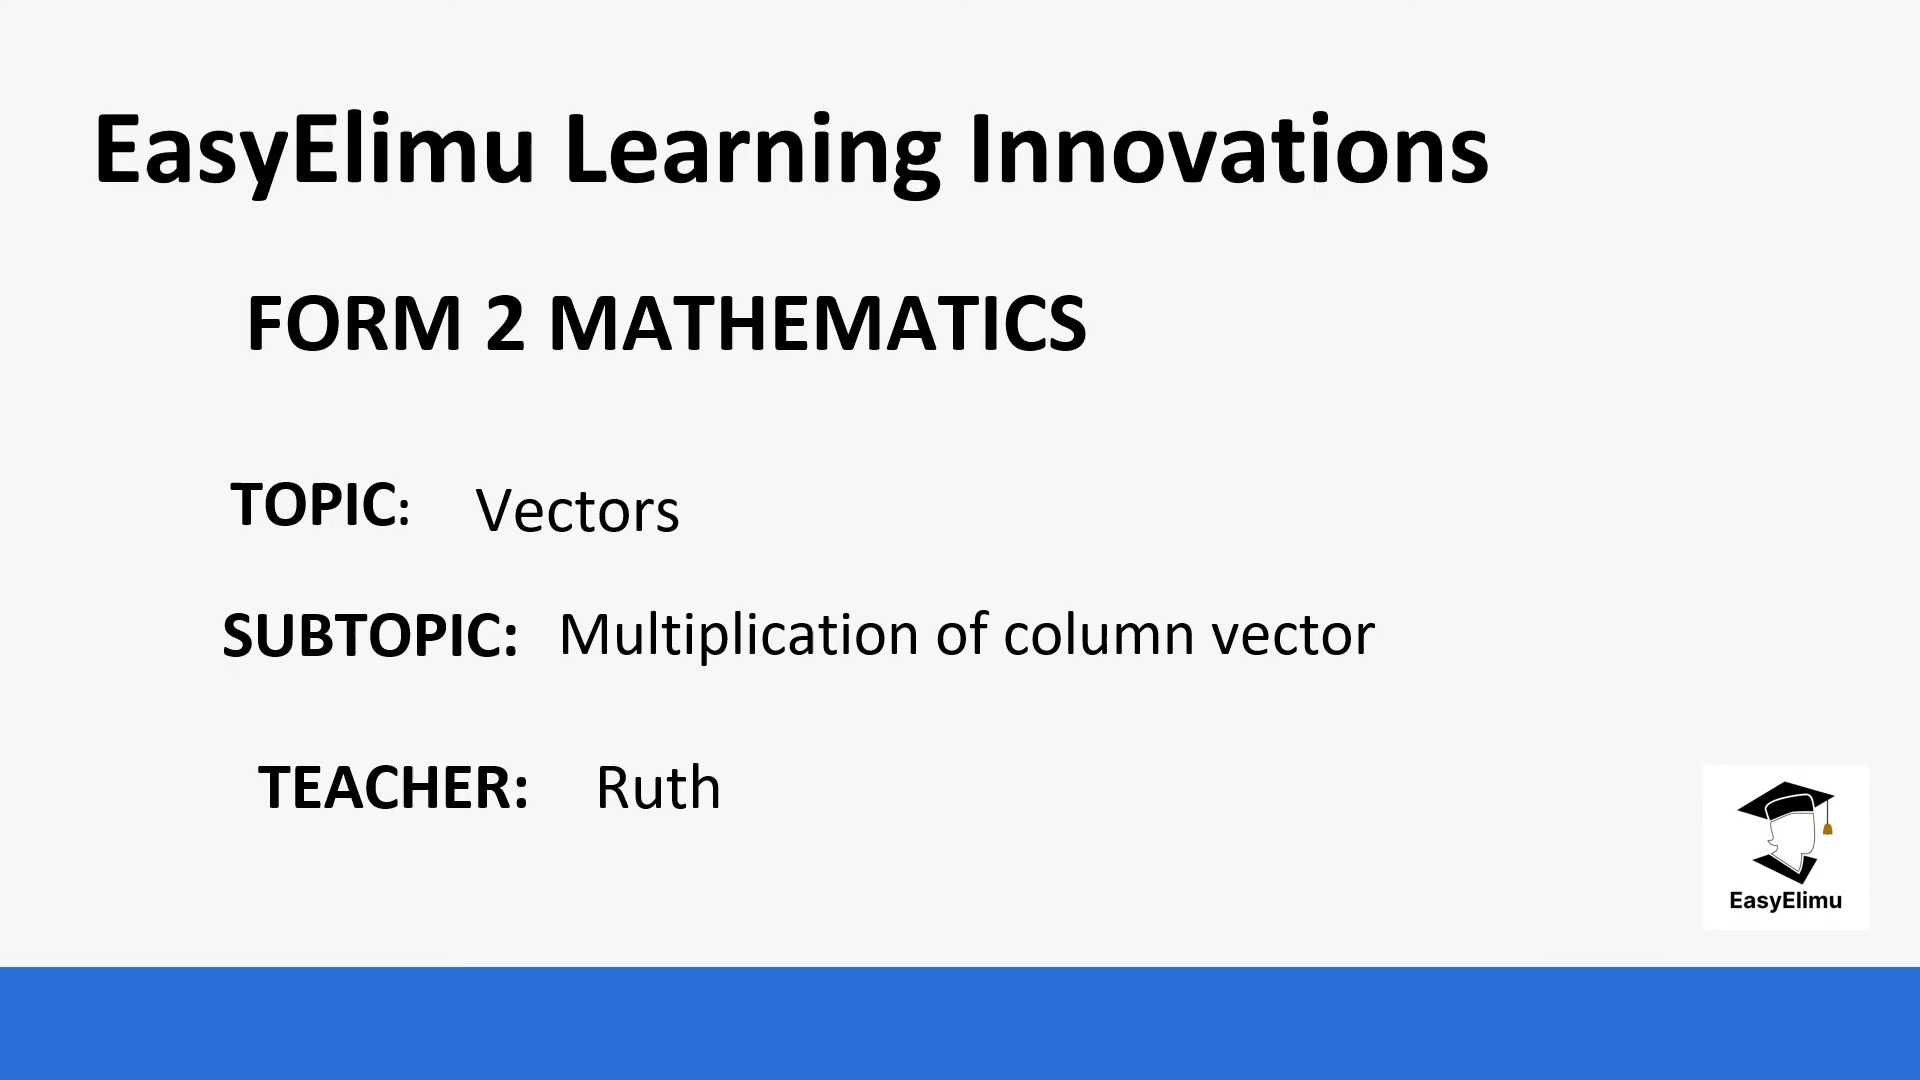 EasyElimu Learning Innovations
FORM 2 MATHEMATICS
TOPIC: Vectors
SUBTOPIC: Multiplication of column vector
TEACHER: Ruth
EasyElimu